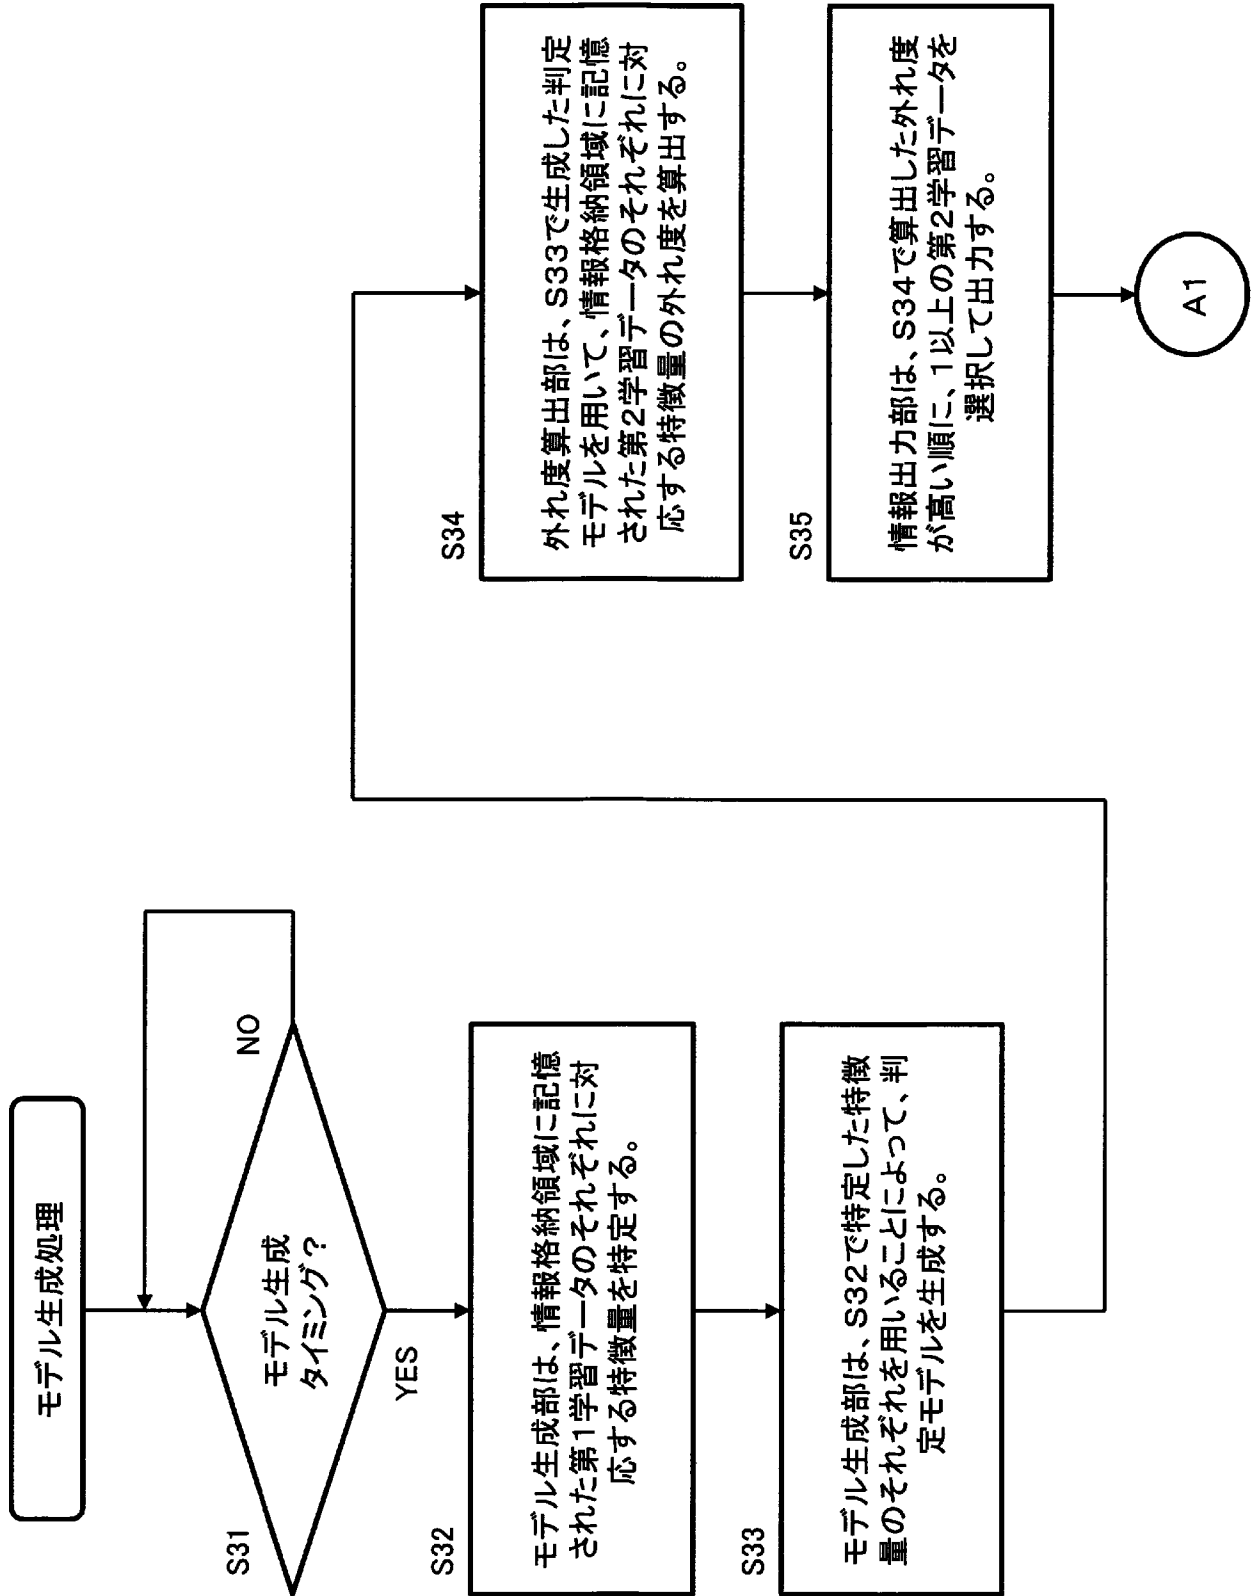 モデル生成処理
S31
モデル生成
タイミング?
NO
YES
S32
モデル生成部は、情報格納領域に記憶
された第1学習データのそれぞれに対
応する特徴量を特定する。
S33
モデル生成部は、S32で特定した特徴
量のそれぞれを用いることによって、判
定モデルを生成する。
S34
外れ度算出部は、S33で生成した判定
モデルを用いて、情報格納領域に記憶
された第2学習データのそれぞれに対
応する特徴量の外れ度を算出する。
S35
情報出力部は、S34で算出した外れ度
が高い順に、1以上の第2学習データを
選択して出力する。
A1